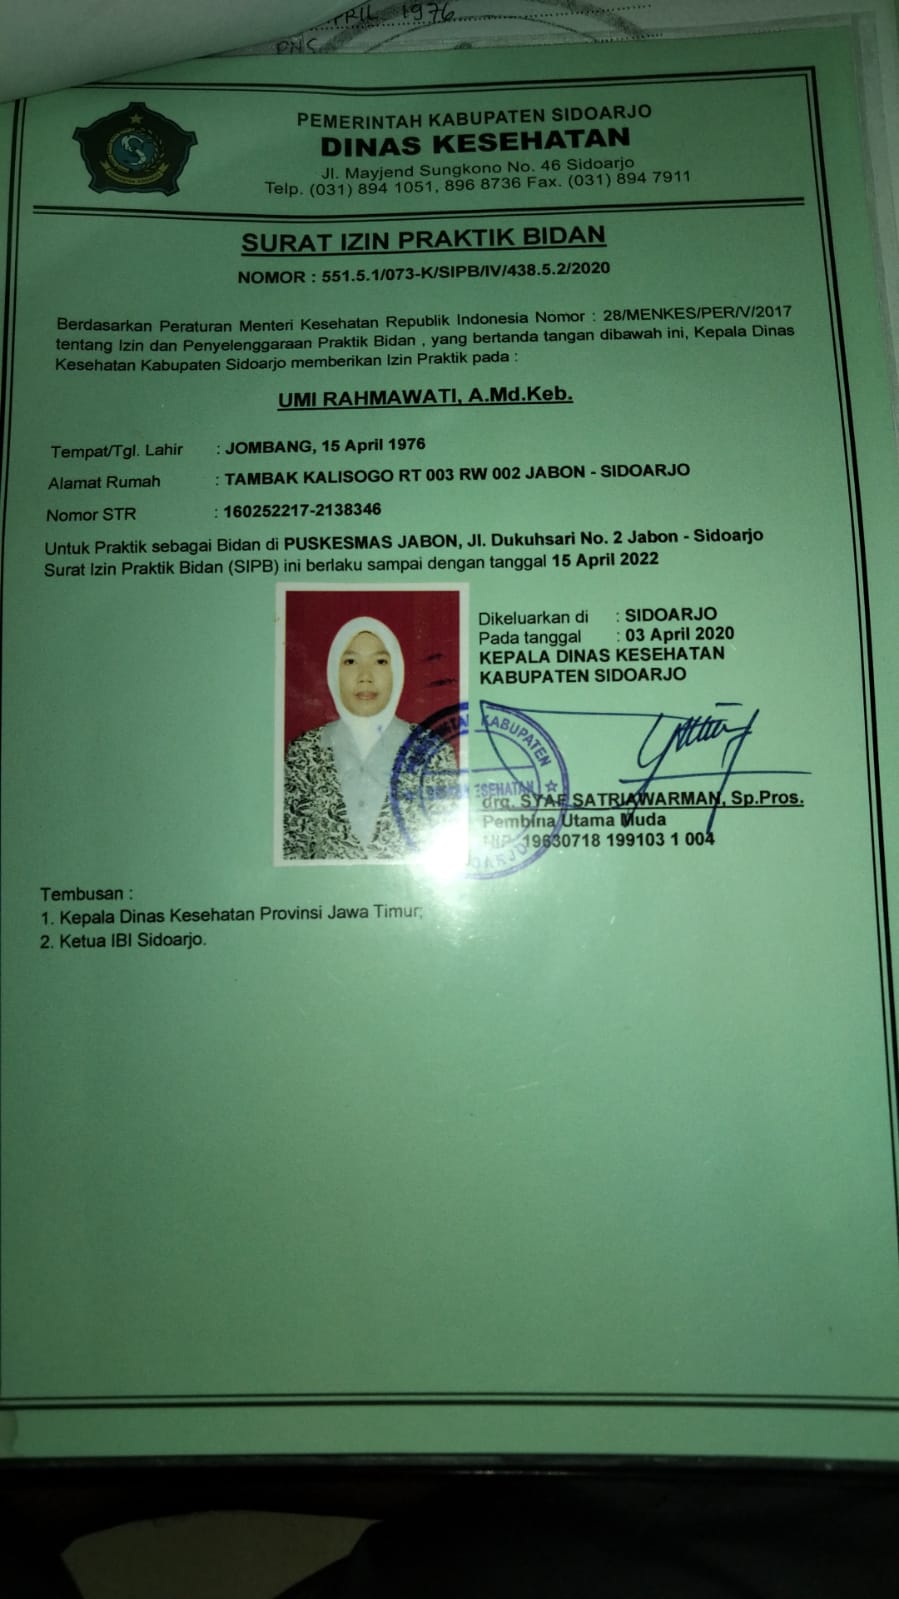 APRIL 1976
PNS
PEMERINTAH KABUPATEN SIDOARJO
DINAS KESEHATAN
Jl. Mayjend Sungkono No. 46 Sidoarjo
Telp. (031) 894 1051, 896 8736 Fax. (031) 894 7911
SURAT IZIN PRAKTIK BIDAN
NOMOR : 551.5.1/073-K/SIPB/IV/438.5.2/2020
Berdasarkan Peraturan Menteri Kesehatan Republik Indonesia Nomor : 28/MENKES/PER/V/2017
tentang Izin dan Penyelenggaraan Praktik Bidan , yang bertanda tangan dibawah ini, Kepala Dinas
Kesehatan Kabupaten Sidoarjo memberikan Izin Praktik pada :
UMI RAHMAWATI, A.Md.Keb.
Tempat/Tgl. Lahir : JOMBANG, 15 April 1976
Alamat Rumah : TAMBAK KALISOGO RT 003 RW 002 JABON - SIDOARJO
Nomor STR : 160252217-2138346
Untuk Praktik sebagai Bidan di PUSKESMAS JABON, Jl. Dukuhsari No. 2 Jabon - Sidoarjo
Surat Izin Praktik Bidan (SIPB) ini berlaku sampai dengan tanggal 15 April 2022
Dikeluarkan di : SIDOARJO
Pada tanggal : 03 April 2020
KEPALA DINAS KESEHATAN
KABUPATEN SIDOARJO
KABUPATEN
KESEHATAN
drg. SYAF SATRIAWARMAN, Sp.Pros.
Pembina Utama Muda
NIP. 19630718 199103 1 004
Tembusan :
1. Kepala Dinas Kesehatan Provinsi Jawa Timur;
2. Ketua IBI Sidoarjo.